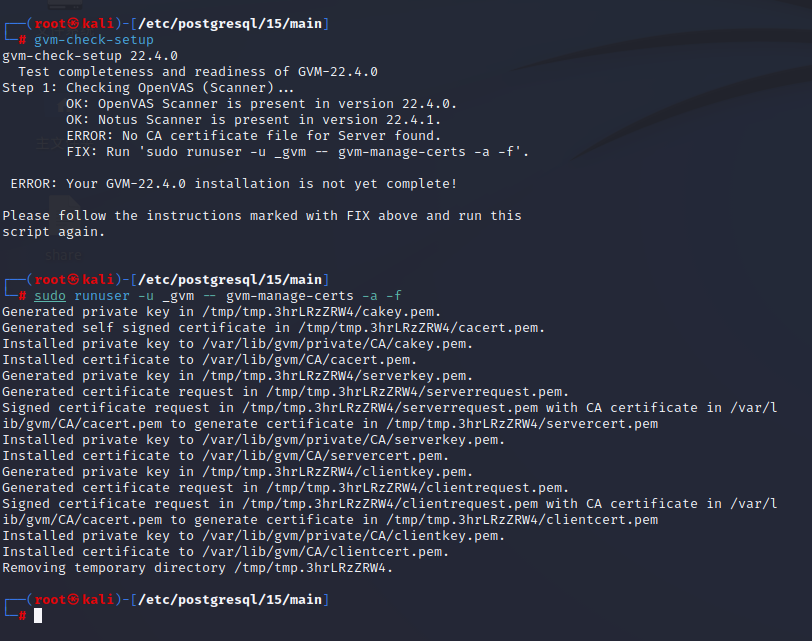 ┌──(root㉿kali)-[/etc/postgresql/15/main]
└─# gvm-check-setup
gvm-check-setup 22.4.0
  Test completeness and readiness of GVM-22.4.0
Step 1: Checking OpenVAS (Scanner)...
        OK: OpenVAS Scanner is present in version 22.4.0.
        OK: Notus Scanner is present in version 22.4.1.
        ERROR: No CA certificate file for Server found.
        FIX: Run 'sudo runuser -u _gvm -- gvm-manage-certs -a -f'.
 ERROR: Your GVM-22.4.0 installation is not yet complete!
Please follow the instructions marked with FIX above and run this
script again.
share
┌──(root㉿kali)-[/etc/postgresql/15/main]
└─# sudo runuser -u _gvm -- gvm-manage-certs -a -f
Generated private key in /tmp/tmp.3hrLRzZRW4/cakey.pem.
Generated self signed certificate in /tmp/tmp.3hrLRzZRW4/cacert.pem.
Installed private key to /var/lib/gvm/private/CA/cakey.pem.
Installed certificate to /var/lib/gvm/CA/cacert.pem.
Generated private key in /tmp/tmp.3hrLRzZRW4/serverkey.pem.
Generated certificate request in /tmp/tmp.3hrLRzZRW4/serverrequest.pem.
Signed certificate request in /tmp/tmp.3hrLRzZRW4/serverrequest.pem with CA certificate in /var/l
ib/gvm/CA/cacert.pem to generate certificate in /tmp/tmp.3hrLRzZRW4/servercert.pem
Installed private key to /var/lib/gvm/private/CA/serverkey.pem.
Installed certificate to /var/lib/gvm/CA/servercert.pem.
Generated private key in /tmp/tmp.3hrLRzZRW4/clientkey.pem.
Generated certificate request in /tmp/tmp.3hrLRzZRW4/clientrequest.pem.
Signed certificate request in /tmp/tmp.3hrLRzZRW4/clientrequest.pem with CA certificate in /var/l
ib/gvm/CA/cacert.pem to generate certificate in /tmp/tmp.3hrLRzZRW4/clientcert.pem
Installed private key to /var/lib/gvm/private/CA/clientkey.pem.
Installed certificate to /var/lib/gvm/CA/clientcert.pem.
Removing temporary directory /tmp/tmp.3hrLRzZRW4.
┌──(root㉿kali)-[/etc/postgresql/15/main]
└─#